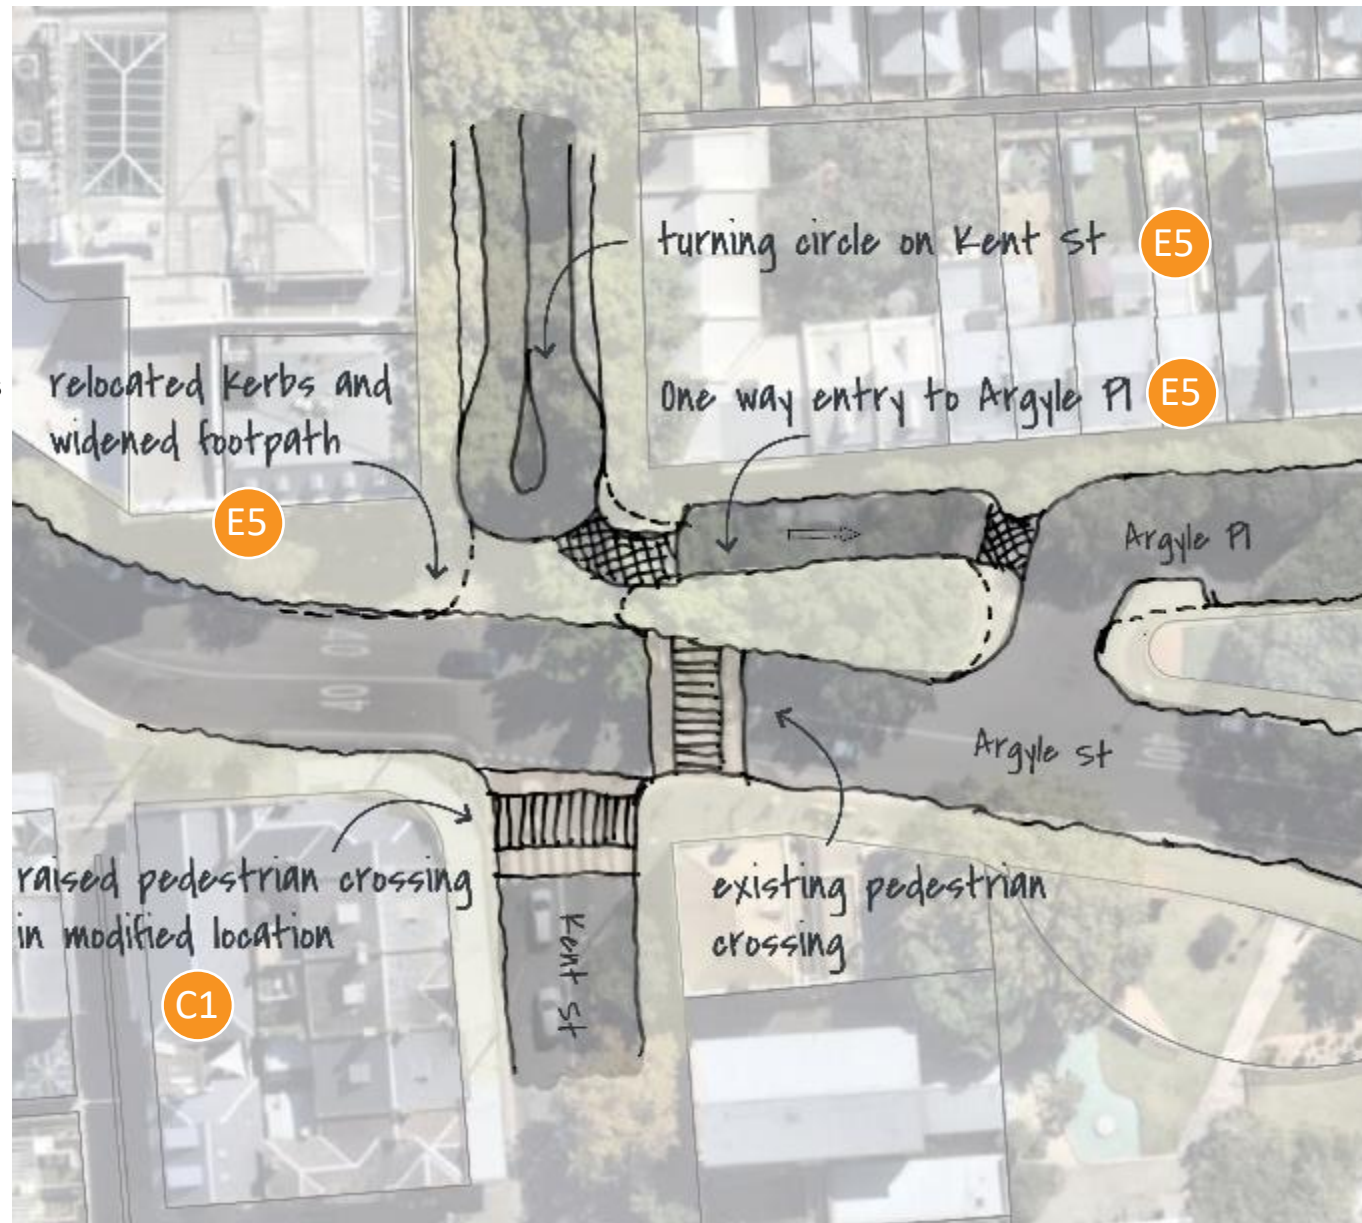 turning circle on Kent St
E5
relocated kerbs and
widened footpath
E5
One way entry to Argyle Pl
E5
Argyle Pl
40
40
Argyle St
raised pedestrian crossing
in modified location
C1
existing pedestrian
crossing
Kent St